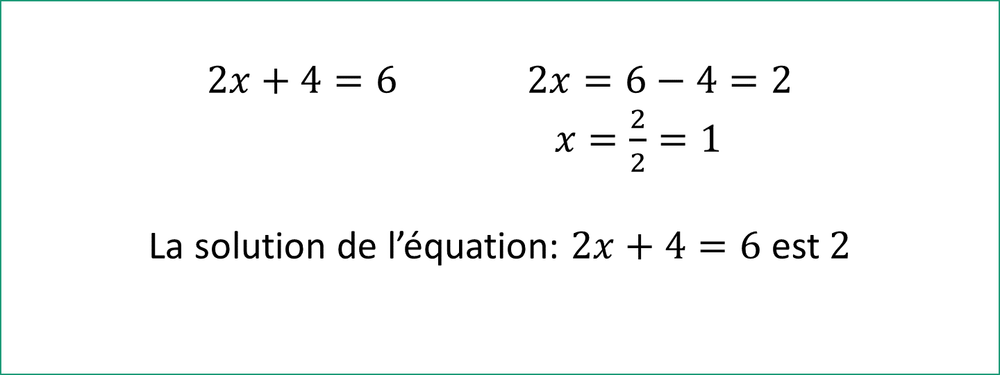 2x + 4 = 6 2x = 6 − 4 = 2
x = 2/2 = 1
La solution de l’équation: 2x + 4 = 6 est 2